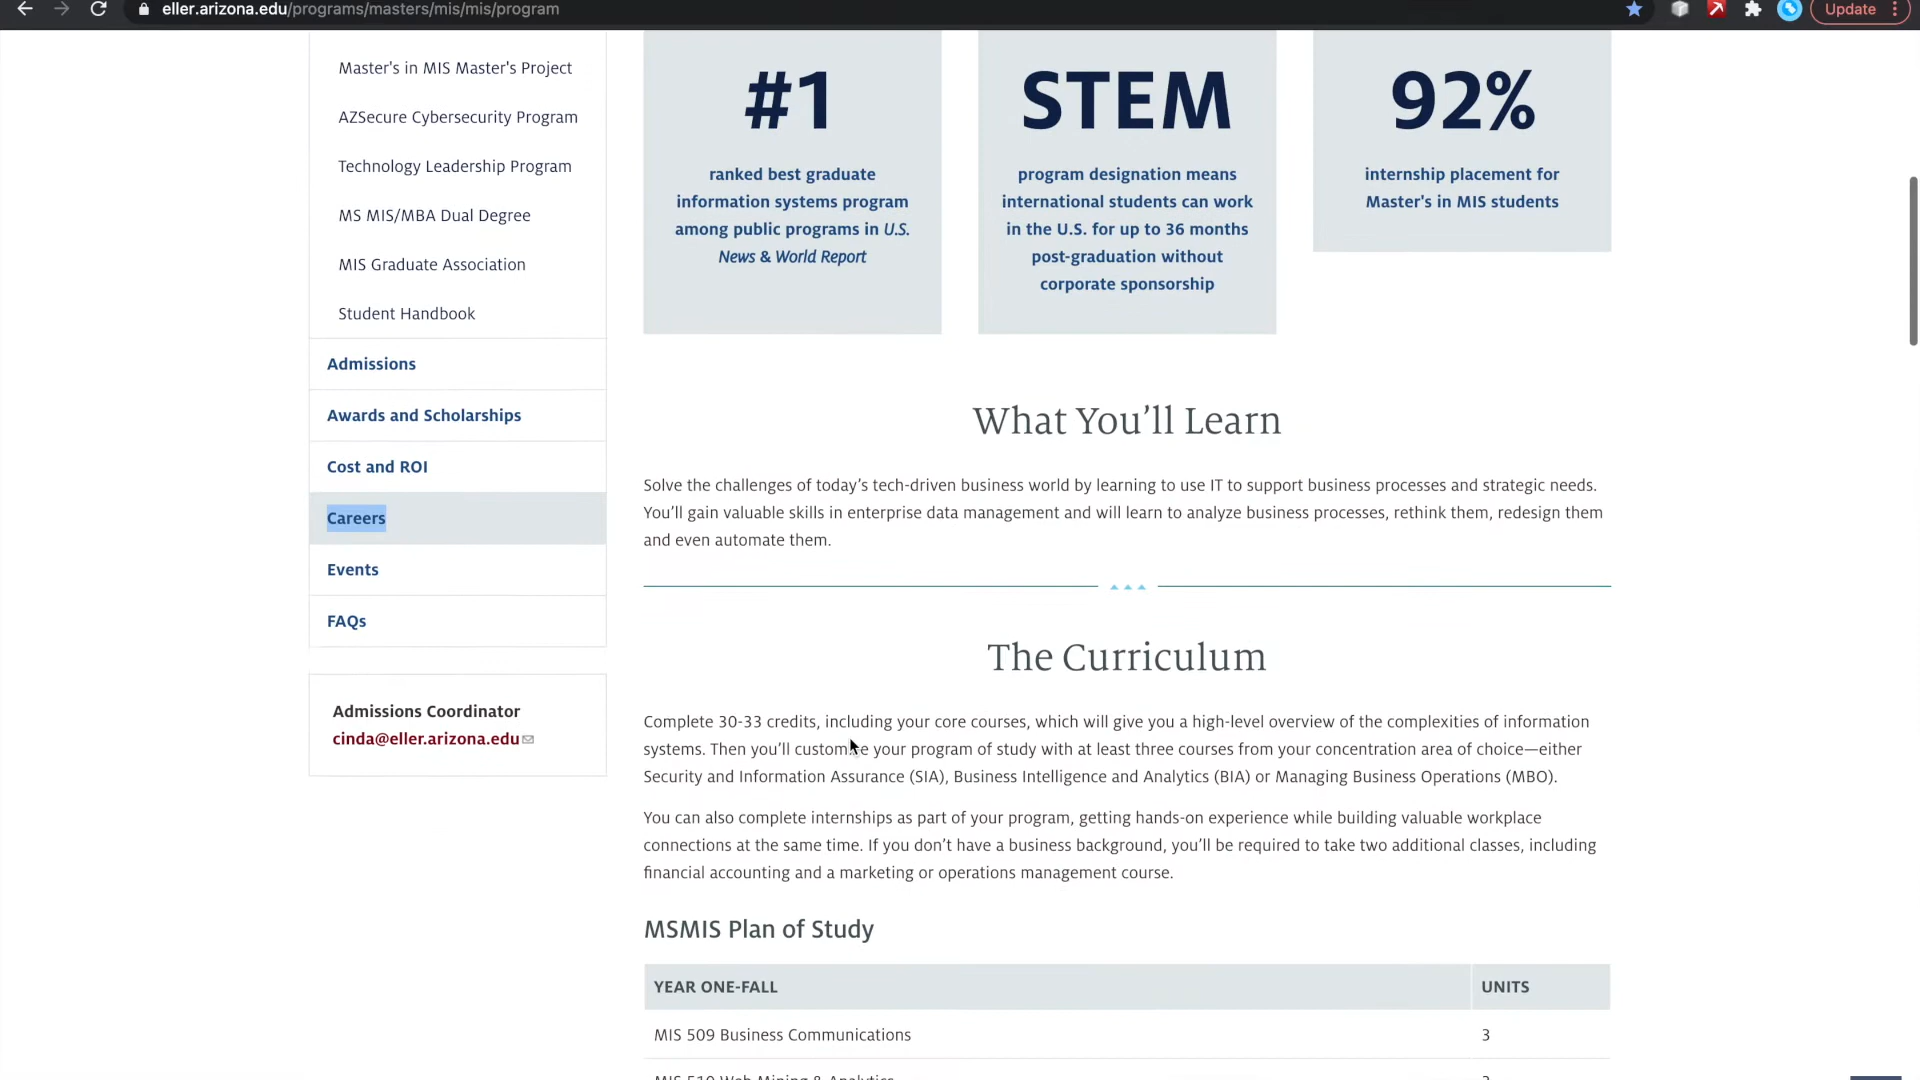 eller.arizona.edu/programs/masters/mis/mis/program
Update
Master's in MIS Master's Project
AZSecure Cybersecurity Program
Technology Leadership Program
MS MIS/MBA Dual Degree
MIS Graduate Association
Student Handbook
Admissions
Awards and Scholarships
Cost and ROI
Careers
Events
FAQs
Admissions Coordinator
cinda@eller.arizona.edu
#1
ranked best graduate
information systems program
among public programs in U.S.
News & World Report
STEM
program designation means
international students can work
in the U.S. for up to 36 months
post-graduation without
corporate sponsorship
92%
internship placement for
Master's in MIS students
What You’ll Learn
Solve the challenges of today’s tech-driven business world by learning to use IT to support business processes and strategic needs.
You’ll gain valuable skills in enterprise data management and will learn to analyze business processes, rethink them, redesign them
and even automate them.
The Curriculum
Complete 30-33 credits, including your core courses, which will give you a high-level overview of the complexities of information
systems. Then you’ll customize your program of study with at least three courses from your concentration area of choice—either
Security and Information Assurance (SIA), Business Intelligence and Analytics (BIA) or Managing Business Operations (MBO).
You can also complete internships as part of your program, getting hands-on experience while building valuable workplace
connections at the same time. If you don’t have a business background, you’ll be required to take two additional classes, including
financial accounting and a marketing or operations management course.
MSMIS Plan of Study
YEAR ONE-FALL UNITS
MIS 509 Business Communications 3
MIS 510 Web Mining & Analytics